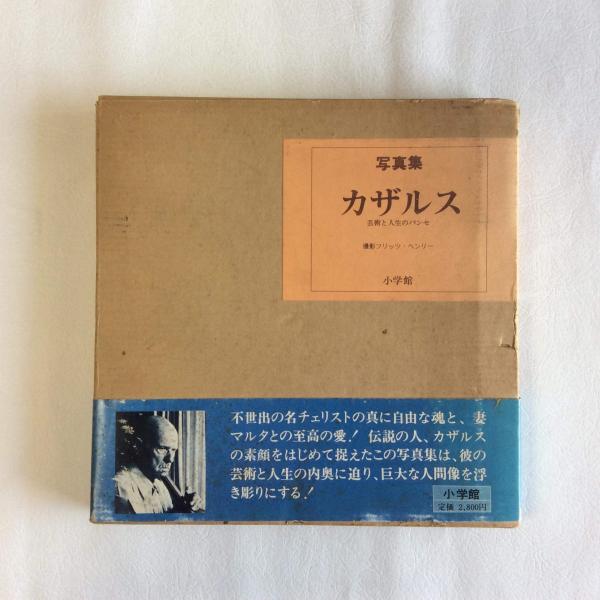 写真集
カザルス
芸術と人生のパンセ
撮影フリッツ・ヘンリー
小学館
不世出の名チェリストの真に自由な魂と、妻
マルタとの至高の愛！伝説の人、カザルス
の素顔をはじめて捉えたこの写真集は、彼の
芸術と人生の内奥に迫り、巨大な人間像を浮
き彫りにする！
小学館
定価 2,800円